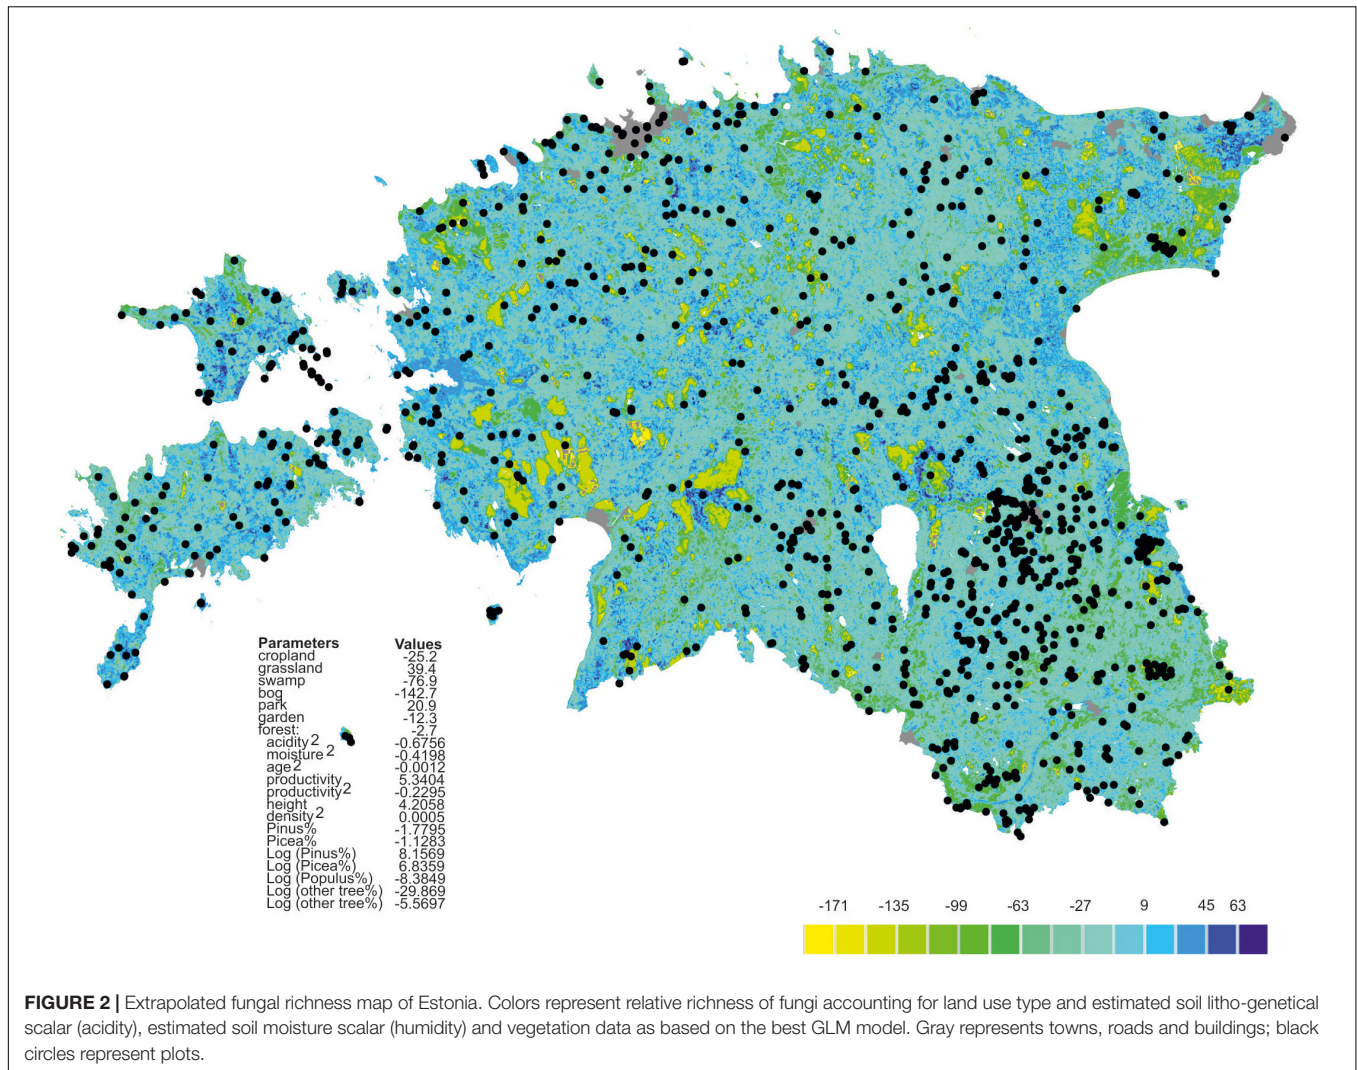 Parameters Values
cropland -25.2
grassland 39.4
swamp -76.9
bog -142.7
park 20.9
garden -12.3
forest: -2.7
acidity2 -0.6756
moisture2 -0.4198
age2 -0.0012
productivity 5.3404
productivity2 -0.2295
height 4.2058
density2 0.0005
Pinus% -1.7795
Picea% -1.1283
Log (Pinus%) 8.1569
Log (Picea%) 6.8359
Log (Populus%) -8.3849
Log (other tree%) -29.869
Log (other tree%) -5.5697
-171 -135 -99 -63 -27 9 45 63
FIGURE 2 | Extrapolated fungal richness map of Estonia. Colors represent relative richness of fungi accounting for land use type and estimated soil litho-genetical
scalar (acidity), estimated soil moisture scalar (humidity) and vegetation data as based on the best GLM model. Gray represents towns, roads and buildings; black
circles represent plots.